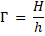 Γ = H/h